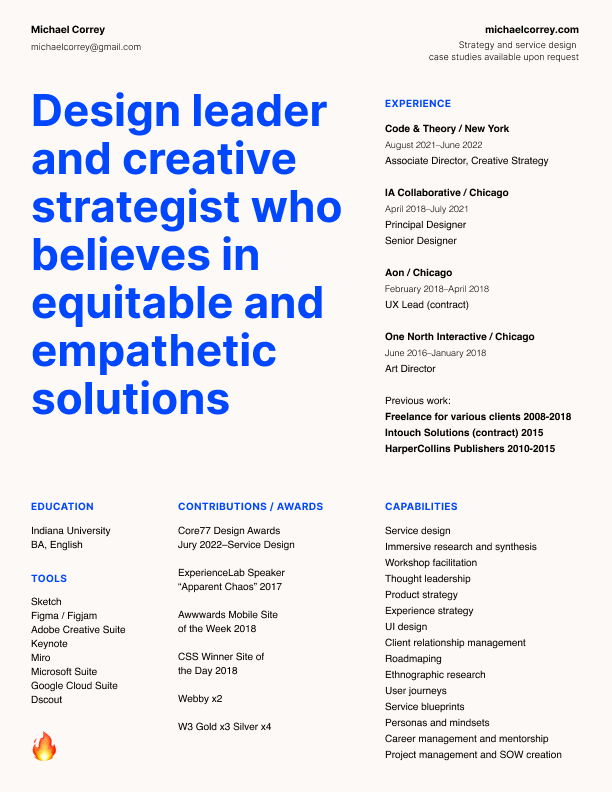 Michael Correy
michaelcorrey@gmail.com
michaelcorrey.com
Strategy and service design
case studies available upon request
Design leader
and creative
strategist who
believes in
equitable and
empathetic
solutions
EXPERIENCE
Code & Theory / New York
August 2021–June 2022
Associate Director, Creative Strategy
IA Collaborative / Chicago
April 2018–July 2021
Principal Designer
Senior Designer
Aon / Chicago
February 2018–April 2018
UX Lead (contract)
One North Interactive / Chicago
June 2016–January 2018
Art Director
Previous work:
Freelance for various clients 2008-2018
Intouch Solutions (contract) 2015
HarperCollins Publishers 2010-2015
EDUCATION
Indiana University
BA, English
TOOLS
Sketch
Figma / Figjam
Adobe Creative Suite
Keynote
Miro
Microsoft Suite
Google Cloud Suite
Dscout
CONTRIBUTIONS / AWARDS
Core77 Design Awards
Jury 2022–Service Design
ExperienceLab Speaker
“Apparent Chaos” 2017
Awwwards Mobile Site
of the Week 2018
CSS Winner Site of
the Day 2018
Webby x2
W3 Gold x3 Silver x4
CAPABILITIES
Service design
Immersive research and synthesis
Workshop facilitation
Thought leadership
Product strategy
Experience strategy
UI design
Client relationship management
Roadmaping
Ethnographic research
User journeys
Service blueprints
Personas and mindsets
Career management and mentorship
Project management and SOW creation